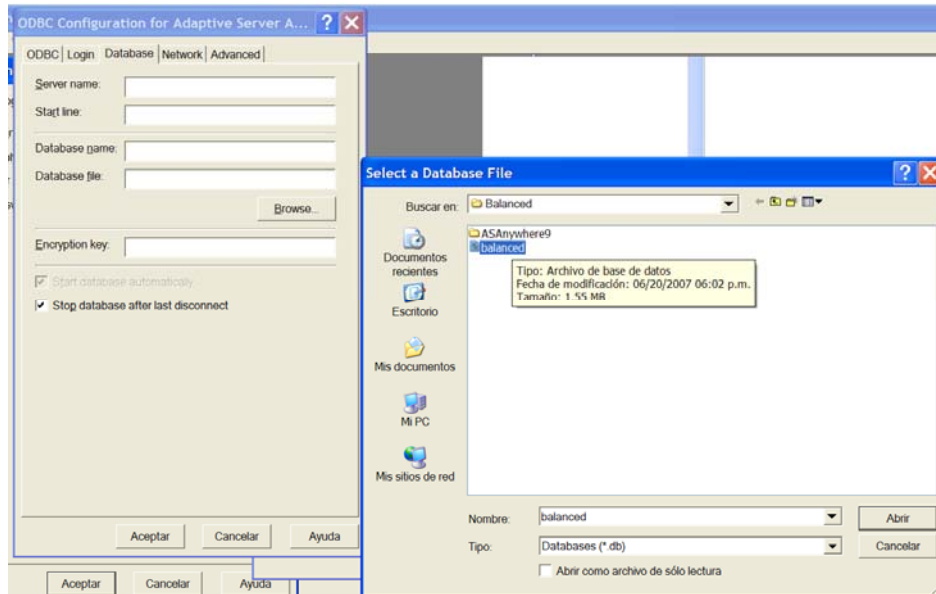 ODBC Configuration for Adaptive Server A...
ODBC Login Database Network Advanced
Server name:
Start line:
Database name:
Database file:
Browse...
Encryption key:
Start database automatically
Stop database after last disconnect
Aceptar Cancelar Ayuda
Aceptar Cancelar Ayuda
Select a Database File
Buscar en: Balanced
ASAnywhere9
balanced
Tipo: Archivo de base de datos
Fecha de modificación: 06/20/2007 06:02 p.m.
Tamaño: 1.55 MB
Documentos
recientes
Escritorio
Mis documentos
Mi PC
Mis sitios de red
Nombre: balanced Abrir
Tipo: Databases (*.db) Cancelar
Abrir como archivo de sólo lectura